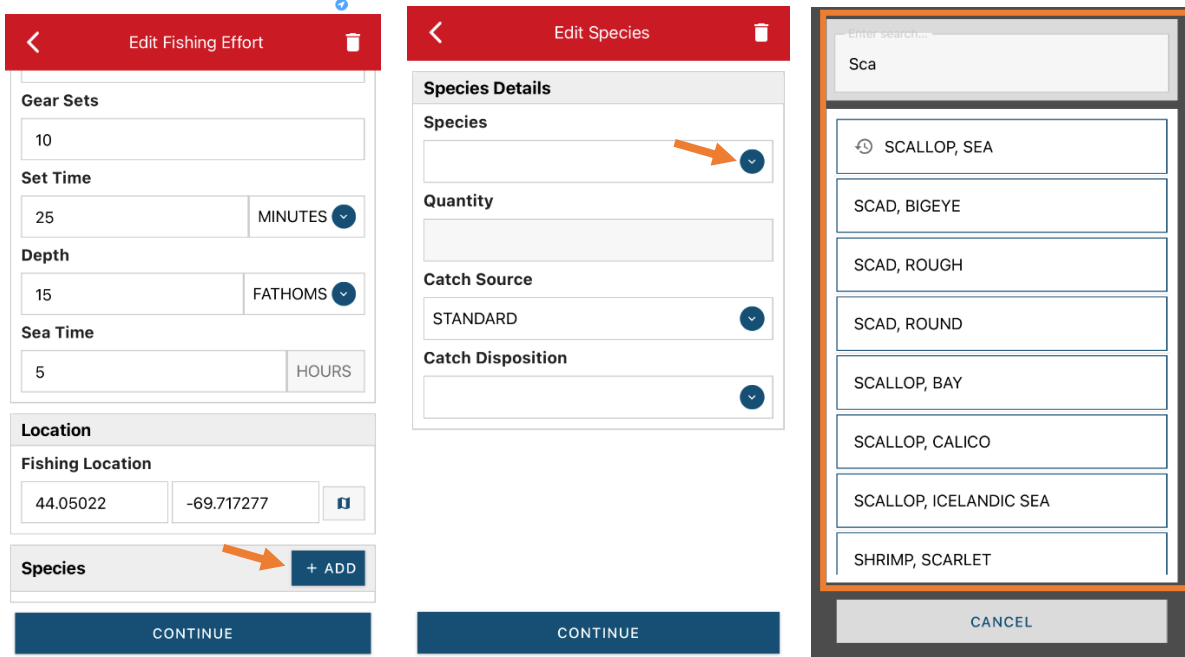 Edit Fishing Effort
Gear Sets
10
Set Time
25 MINUTES
Depth
15 FATHOMS
Sea Time
5 HOURS
Location
Fishing Location
44.05022 -69.717277
Species + ADD
CONTINUE
Edit Species
Species Details
Species
Quantity
Catch Source
STANDARD
Catch Disposition
CONTINUE
Enter search...
Sca
SCALLOP, SEA
SCAD, BIGEYE
SCAD, ROUGH
SCAD, ROUND
SCALLOP, BAY
SCALLOP, CALICO
SCALLOP, ICELANDIC SEA
SHRIMP, SCARLET
CANCEL